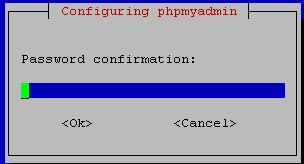 Configuring phpmyadmin
Password confirmation:
<Ok> <Cancel>